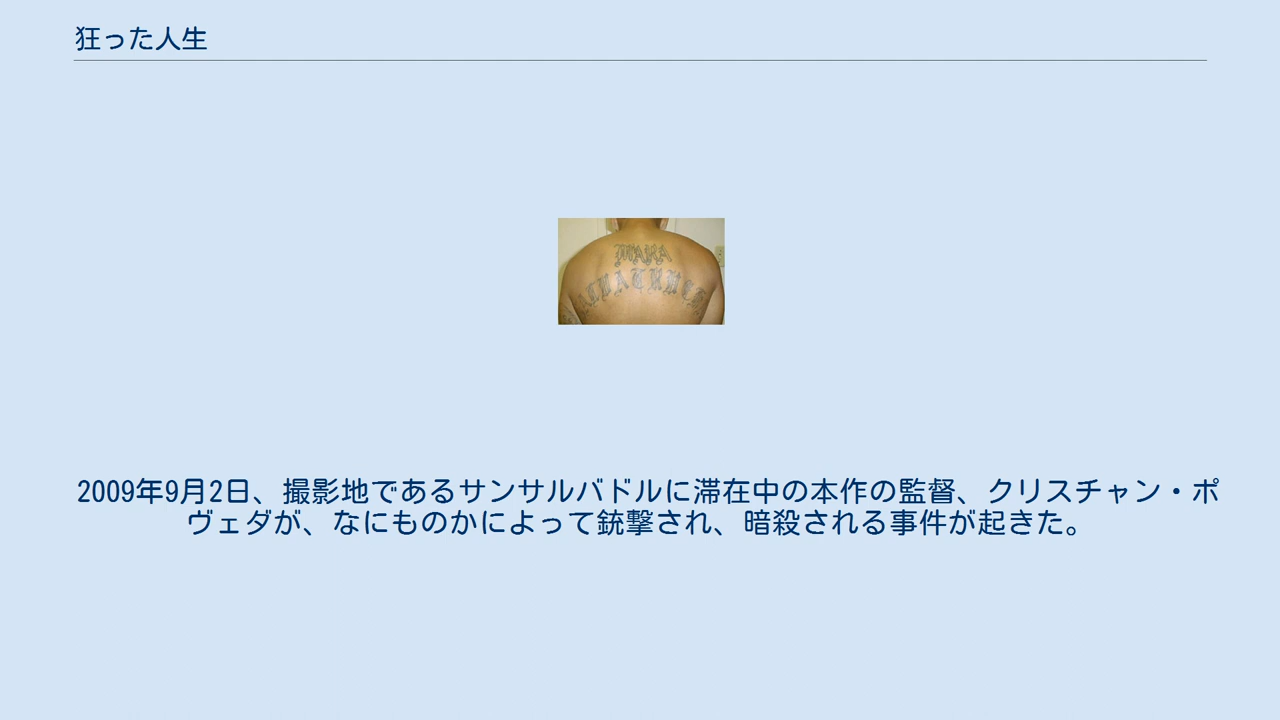 狂った人生
MARA
2009年9月2日、撮影地であるサンサルバドルに滞在中の本作の監督、クリスチャン・ポ
ヴェダが、なにものかによって銃撃され、暗殺される事件が起きた。